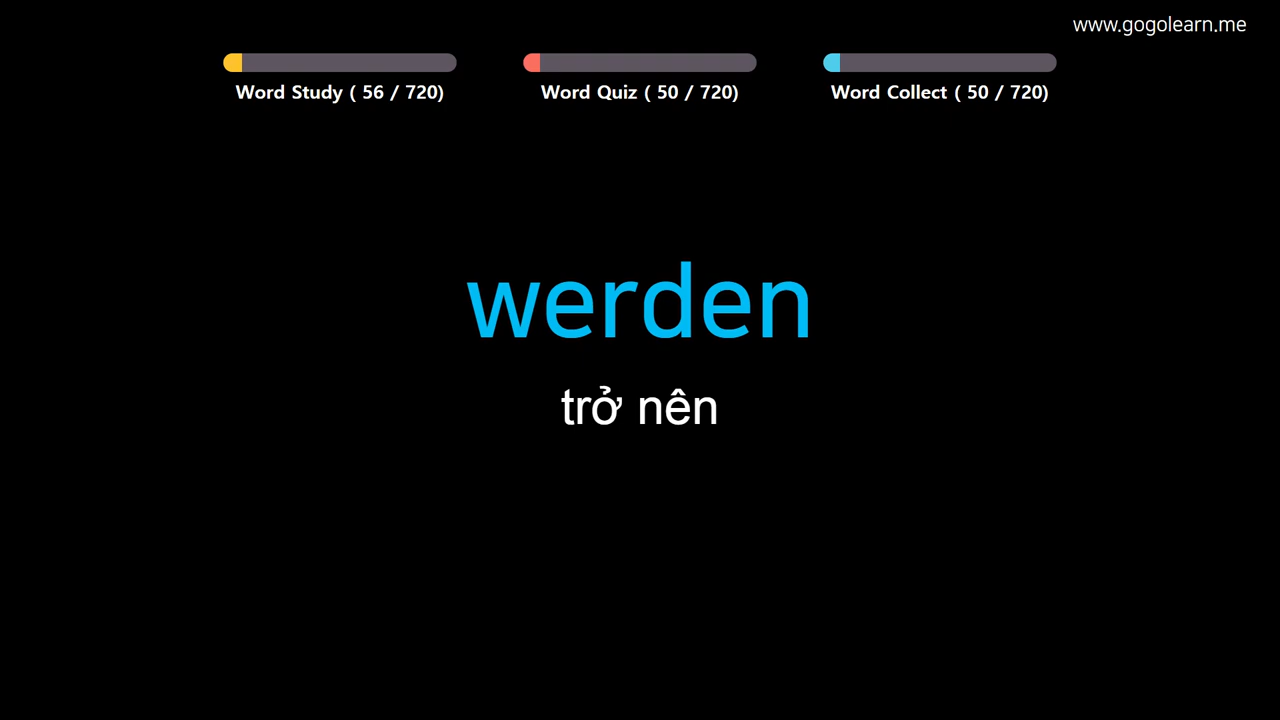 www.gogolearn.me
Word Study ( 56 / 720)
Word Quiz ( 50 / 720)
Word Collect ( 50 / 720)
werden
trở nên